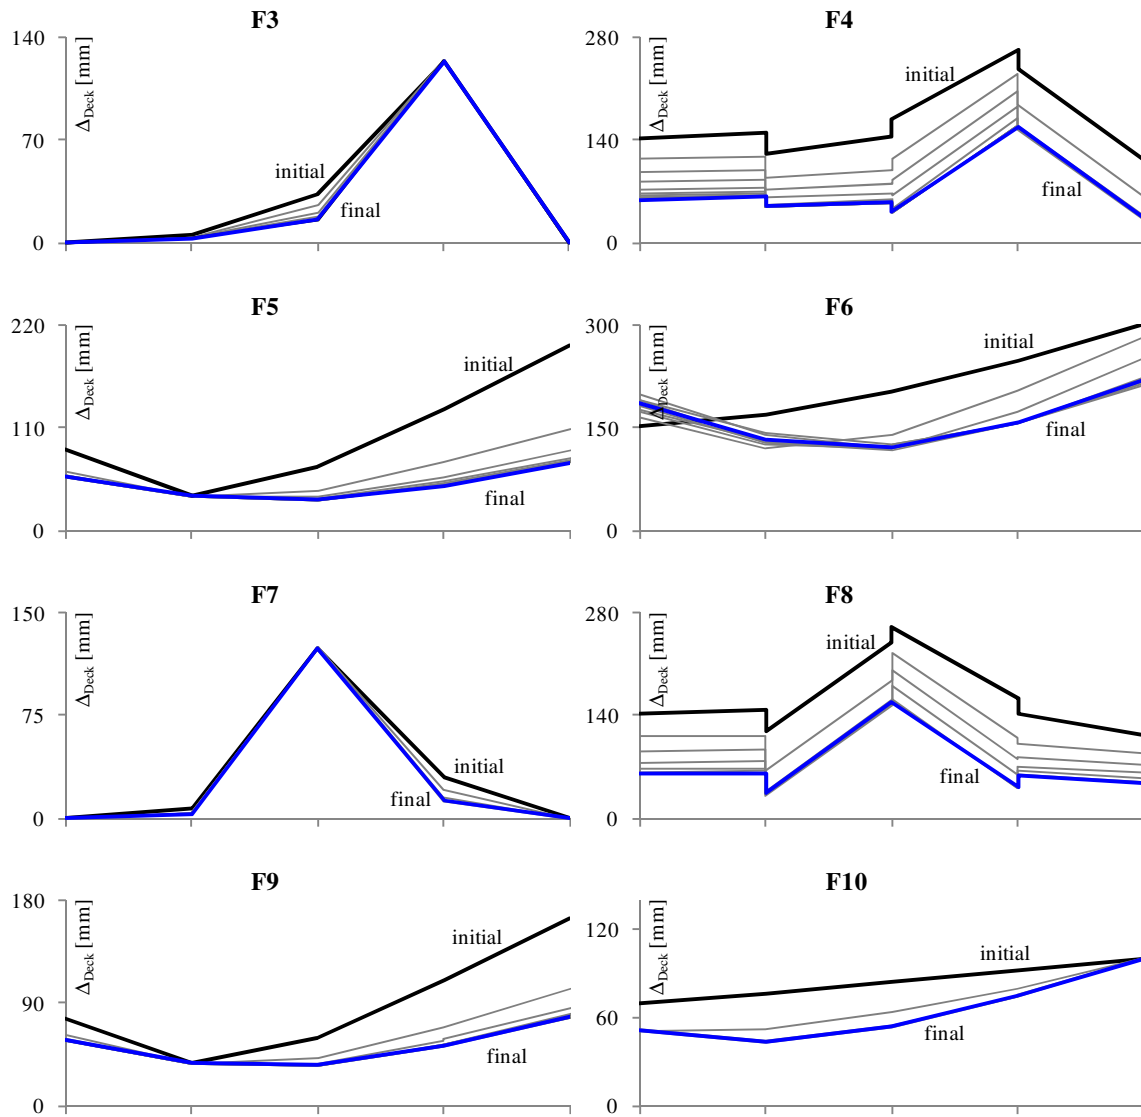 F3
140
70
0
Δ_Deck [mm]
initial
final
F4
280
140
0
Δ_Deck [mm]
initial
final
F5
220
110
0
Δ_Deck [mm]
initial
final
F6
300
150
0
Δ_Deck [mm]
initial
final
F7
150
75
0
Δ_Deck [mm]
initial
final
F8
280
140
0
Δ_Deck [mm]
initial
final
F9
180
90
0
Δ_Deck [mm]
initial
final
F10
120
60
0
Δ_Deck [mm]
initial
final